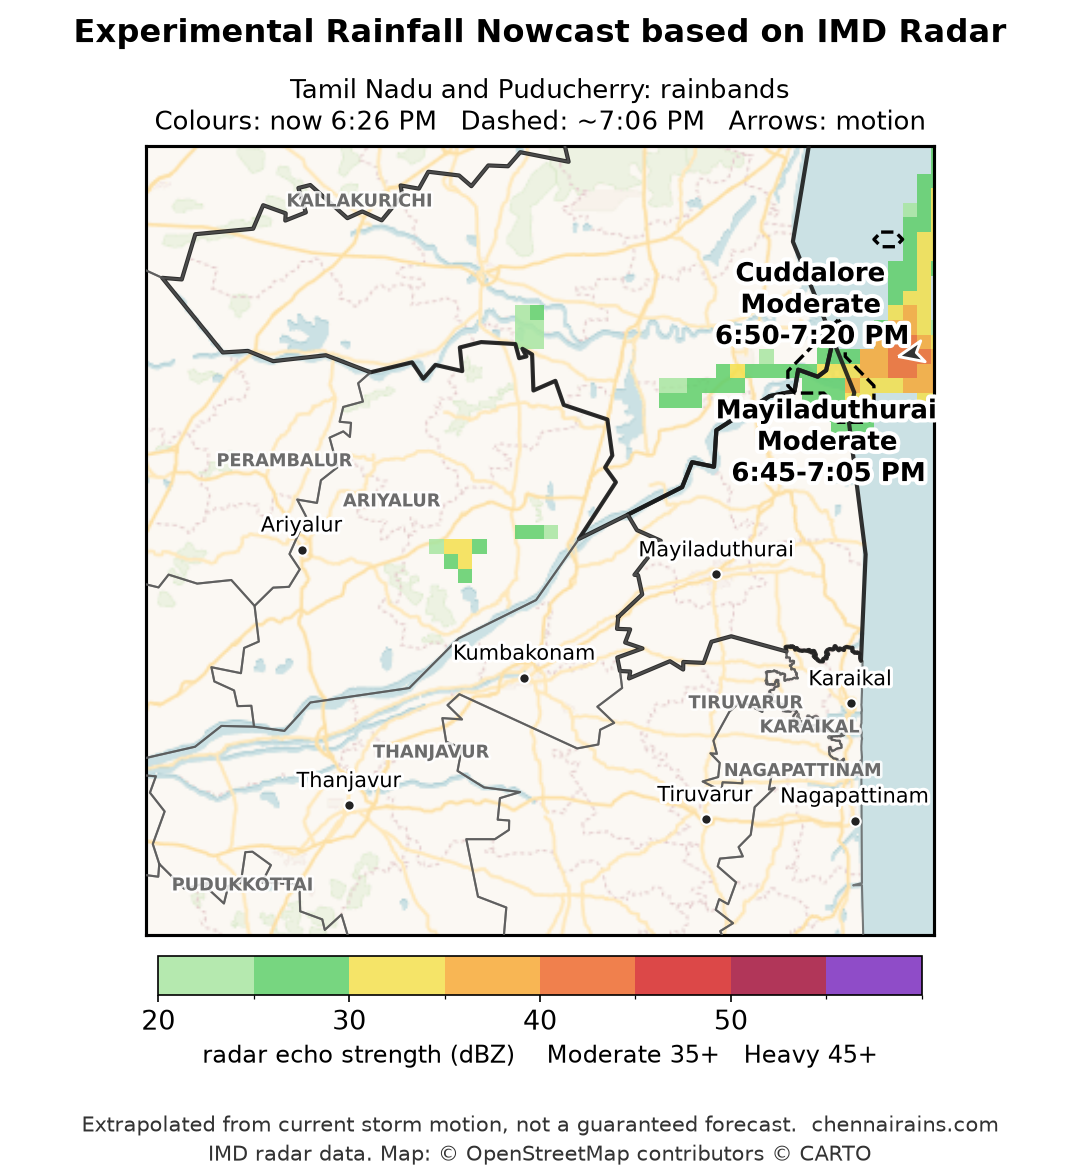 Experimental Rainfall Nowcast based on IMD Radar
Tamil Nadu and Puducherry: rainbands
Colours: now 6:26 PM   Dashed: ~7:06 PM   Arrows: motion
KALLAKURICHI
Cuddalore
Moderate
6:50-7:20 PM
Mayiladuthurai
Moderate
6:45-7:05 PM
PERAMBALUR
ARIYALUR
Ariyalur
Mayiladuthurai
Kumbakonam
Karaikal
TIRUVARUR
KARAIKAL
THANJAVUR
NAGAPATTINAM
Thanjavur
Tiruvarur
Nagapattinam
PUDUKKOTTAI
20 30 40 50
radar echo strength (dBZ)    Moderate 35+   Heavy 45+
Extrapolated from current storm motion, not a guaranteed forecast.  chennairains.com
IMD radar data. Map: © OpenStreetMap contributors © CARTO